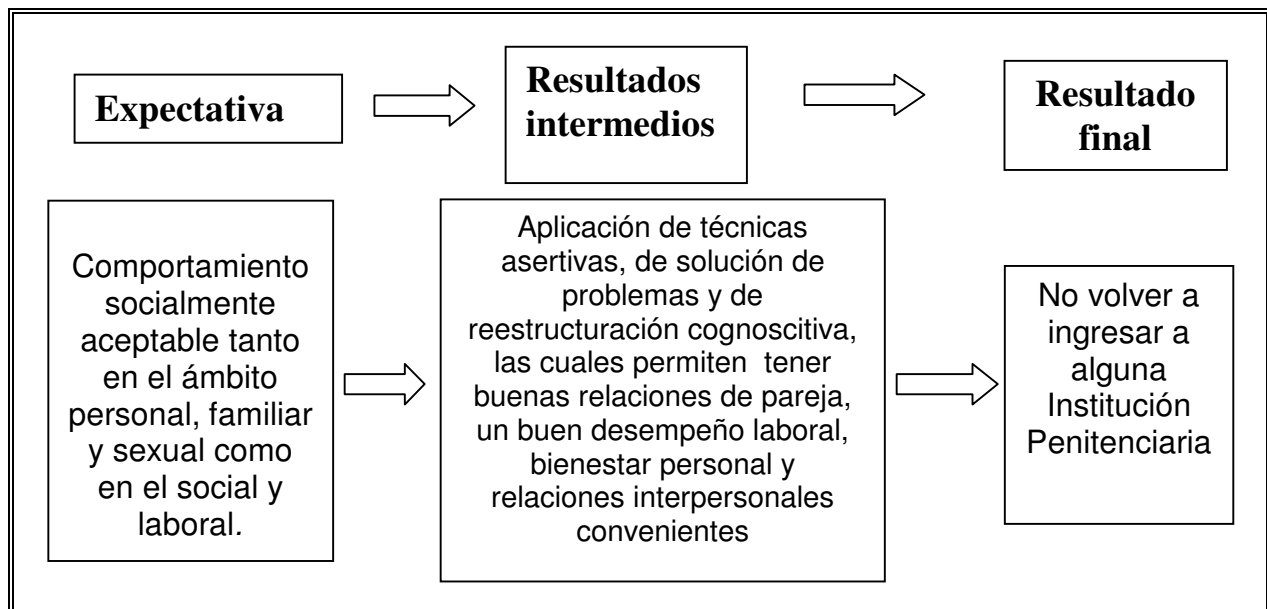 Expectativa
Resultados
intermedios
Resultado
final
Comportamiento
socialmente
aceptable tanto
en el ámbito
personal, familiar
y sexual como
en el social y
laboral.
Aplicación de técnicas
asertivas, de solución de
problemas y de
reestructuración cognoscitiva,
las cuales permiten tener
buenas relaciones de pareja,
un buen desempeño laboral,
bienestar personal y
relaciones interpersonales
convenientes
No volver a
ingresar a
alguna
Institución
Penitenciaria